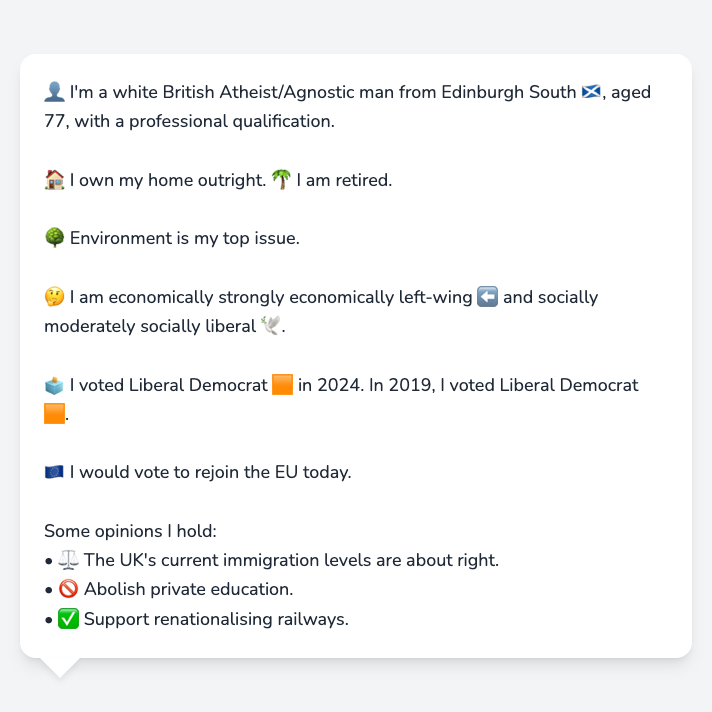 👤 I'm a white British Atheist/Agnostic man from Edinburgh South 🏴󠁧󠁢󠁳󠁣󠁴󠁿, aged
77, with a professional qualification.
🏠 I own my home outright. 🌴 I am retired.
🌳 Environment is my top issue.
🤔 I am economically strongly economically left-wing ⬅️ and socially
moderately socially liberal 🕊️.
🗳️ I voted Liberal Democrat 🟧 in 2024. In 2019, I voted Liberal Democrat
🟧.
🇪🇺 I would vote to rejoin the EU today.
Some opinions I hold:
• ⚖️ The UK's current immigration levels are about right.
• 🚫 Abolish private education.
• ✅ Support renationalising railways.